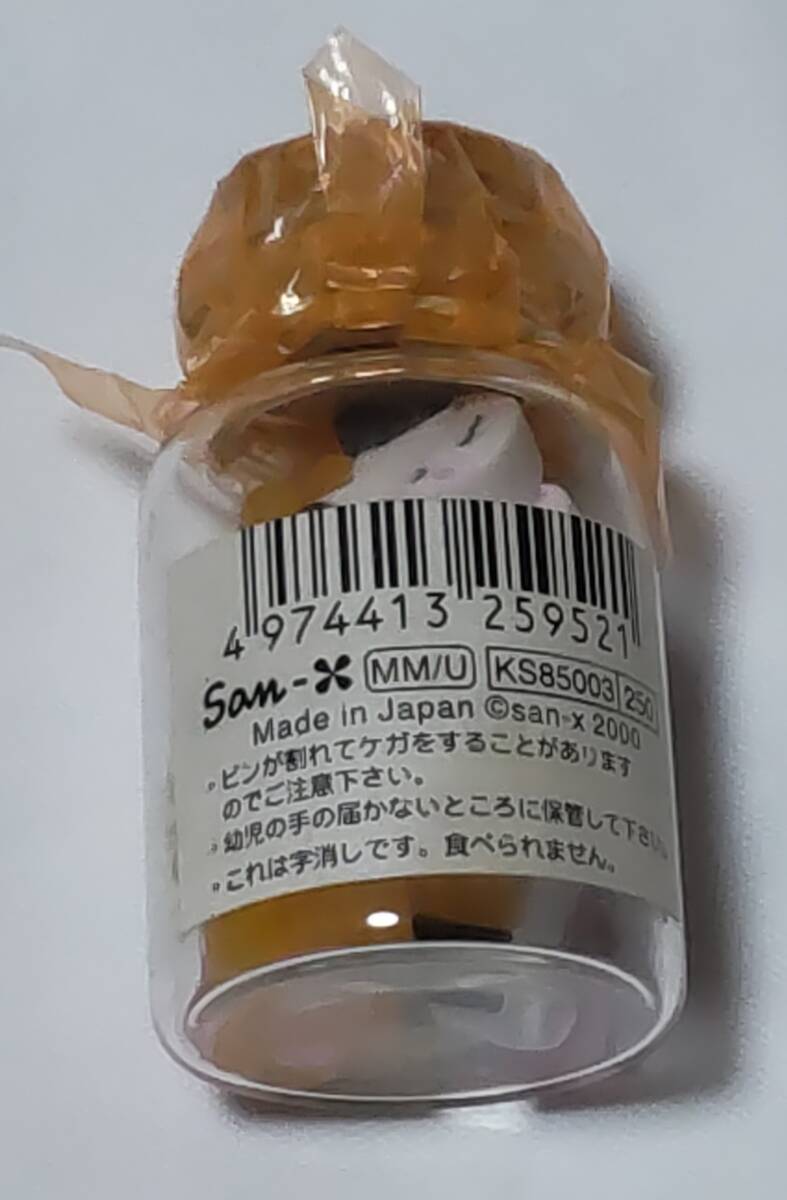 4 974413 259521
San-x MM/U KS85003 250
Made in Japan ©san-x 2000
・ビンが割れてケガをすることがあります
のでご注意下さい。
・幼児の手の届かないところに保管して下さい。
・これは字消しです。食べられません。